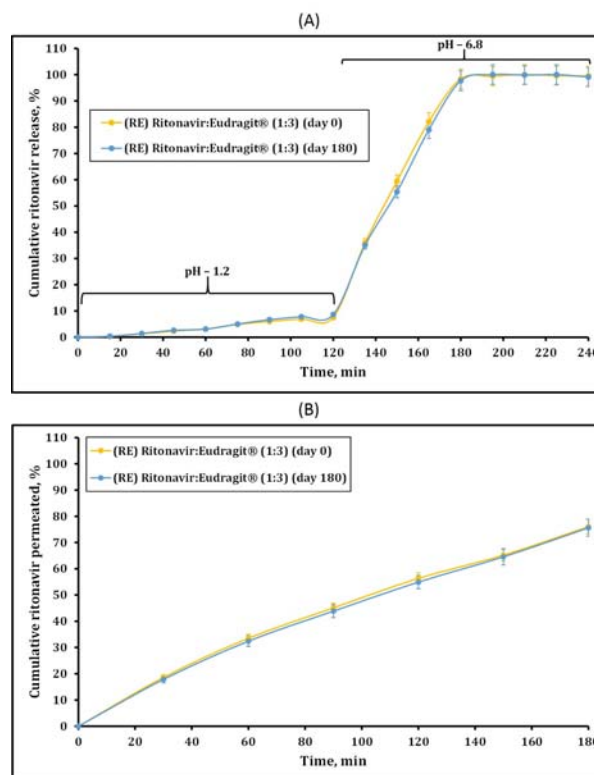 (A)
pH – 6.8
(RE) Ritonavir:Eudragit® (1:3) (day 0)
(RE) Ritonavir:Eudragit® (1:3) (day 180)
pH – 1.2
Cumulative ritonavir release, %
110
100
90
80
70
60
50
40
30
20
10
0
0 20 40 60 80 100 120 140 160 180 200 220 240
Time, min
(B)
(RE) Ritonavir:Eudragit® (1:3) (day 0)
(RE) Ritonavir:Eudragit® (1:3) (day 180)
Cumulative ritonavir permeated, %
110
100
90
80
70
60
50
40
30
20
10
0
0 20 40 60 80 100 120 140 160 180
Time, min